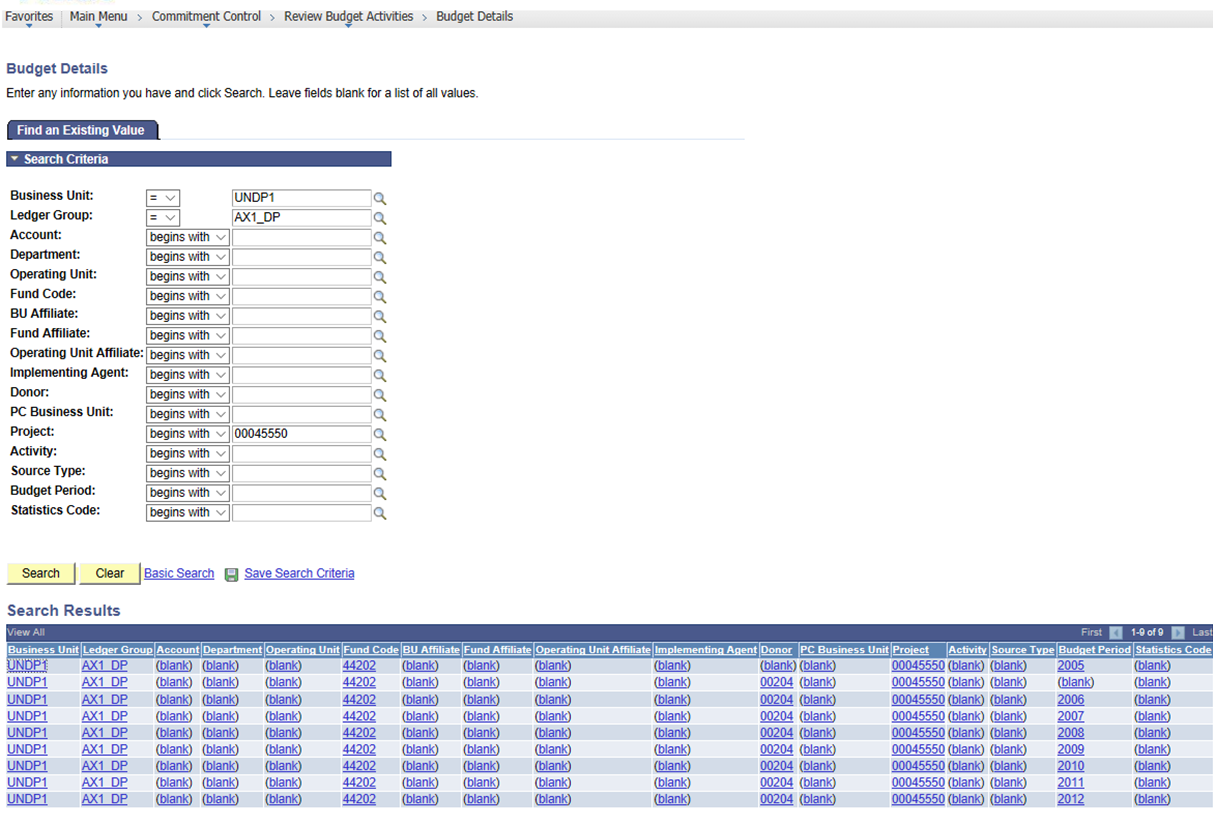 Favorites Main Menu > Commitment Control > Review Budget Activities > Budget Details
Budget Details
Enter any information you have and click Search. Leave fields blank for a list of all values.
Find an Existing Value
Search Criteria
Business Unit: = UNDP1
Ledger Group: = AX1_DP
Account: begins with
Department: begins with
Operating Unit: begins with
Fund Code: begins with
BU Affiliate: begins with
Fund Affiliate: begins with
Operating Unit Affiliate: begins with
Implementing Agent: begins with
Donor: begins with
PC Business Unit: begins with
Project: begins with 00045550
Activity: begins with
Source Type: begins with
Budget Period: begins with
Statistics Code: begins with
Search Clear Basic Search Save Search Criteria
Search Results
View All First 1-9 of 9 Last
Business Unit Ledger Group Account Department Operating Unit Fund Code BU Affiliate Fund Affiliate Operating Unit Affiliate Implementing Agent Donor PC Business Unit Project Activity Source Type Budget Period Statistics Code
UNDP1 AX1_DP (blank) (blank) (blank) 44202 (blank) (blank) (blank) (blank) (blank) (blank) 00045550 (blank) (blank) 2005 (blank)
UNDP1 AX1_DP (blank) (blank) (blank) 44202 (blank) (blank) (blank) (blank) 00204 (blank) 00045550 (blank) (blank) (blank) (blank)
UNDP1 AX1_DP (blank) (blank) (blank) 44202 (blank) (blank) (blank) (blank) 00204 (blank) 00045550 (blank) (blank) 2006 (blank)
UNDP1 AX1_DP (blank) (blank) (blank) 44202 (blank) (blank) (blank) (blank) 00204 (blank) 00045550 (blank) (blank) 2007 (blank)
UNDP1 AX1_DP (blank) (blank) (blank) 44202 (blank) (blank) (blank) (blank) 00204 (blank) 00045550 (blank) (blank) 2008 (blank)
UNDP1 AX1_DP (blank) (blank) (blank) 44202 (blank) (blank) (blank) (blank) 00204 (blank) 00045550 (blank) (blank) 2009 (blank)
UNDP1 AX1_DP (blank) (blank) (blank) 44202 (blank) (blank) (blank) (blank) 00204 (blank) 00045550 (blank) (blank) 2010 (blank)
UNDP1 AX1_DP (blank) (blank) (blank) 44202 (blank) (blank) (blank) (blank) 00204 (blank) 00045550 (blank) (blank) 2011 (blank)
UNDP1 AX1_DP (blank) (blank) (blank) 44202 (blank) (blank) (blank) (blank) 00204 (blank) 00045550 (blank) (blank) 2012 (blank)